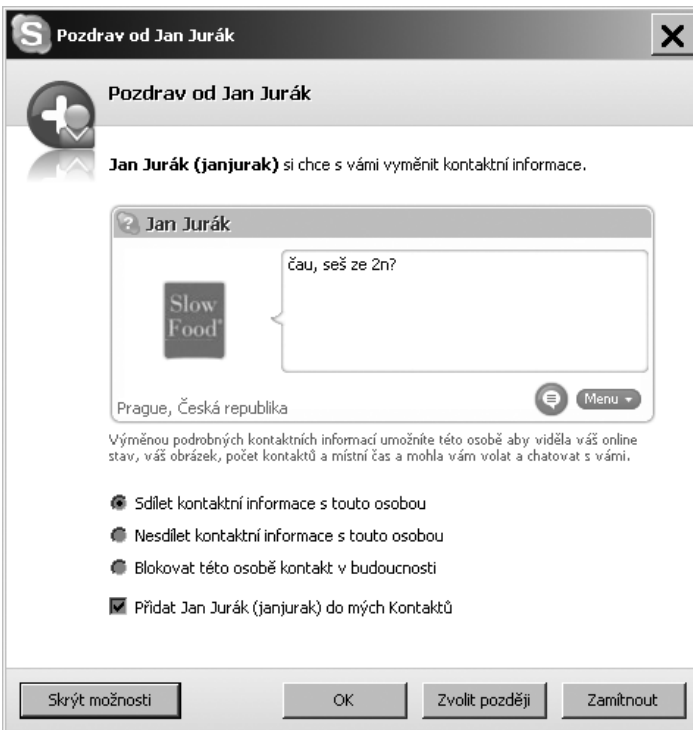 S Pozdrav od Jan Jurák
Pozdrav od Jan Jurák
Jan Jurák (janjurak) si chce s vámi vyměnit kontaktní informace.
? Jan Jurák
čau, seš ze 2n?
Slow
Food®
Prague, Česká republika
Menu
Výměnou podrobných kontaktních informací umožníte této osobě aby viděla váš online
stav, váš obrázek, počet kontaktů a místní čas a mohla vám volat a chatovat s vámi.
Sdílet kontaktní informace s touto osobou
Nesdílet kontaktní informace s touto osobou
Blokovat této osobě kontakt v budoucnosti
Přidat Jan Jurák (janjurak) do mých Kontaktů
Skrýt možnosti
OK
Zvolit později
Zamítnout